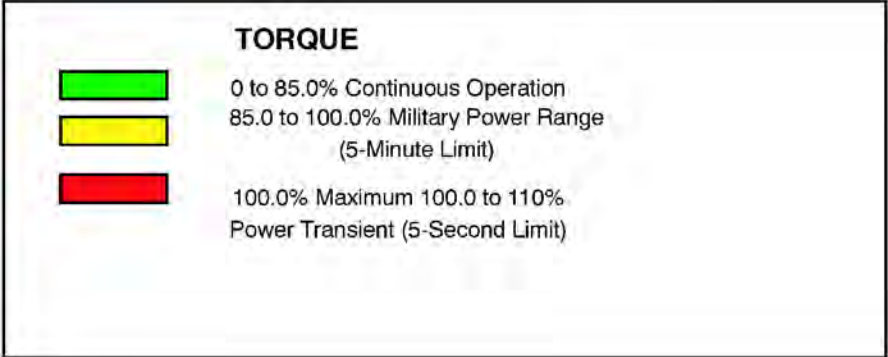 TORQUE
0 to 85.0% Continuous Operation
85.0 to 100.0% Military Power Range
(5-Minute Limit)
100.0% Maximum 100.0 to 110%
Power Transient (5-Second Limit)